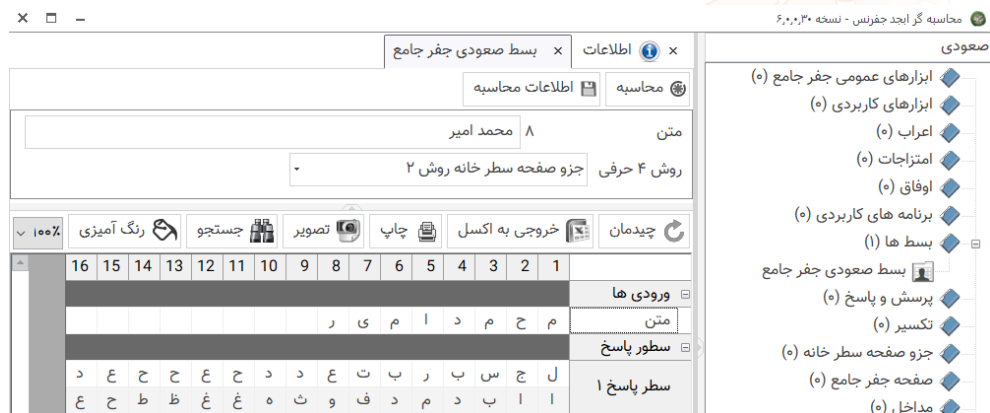 محاسبه گر ابجد جفرنس - نسخه ۶,۰,۰,۳۰
صعودی
ابزارهای عمومی جفر جامع (۰)
ابزارهای کاربردی (۰)
اعراب (۰)
امتزاجات (۰)
اوفاق (۰)
برنامه های کاربردی (۰)
بسط ها (۱)
بسط صعودی جفر جامع
پرسش و پاسخ (۰)
تکسیر (۰)
جزو صفحه سطر خانه (۰)
صفحه جفر جامع (۰)
مداخل (۰)
اطلاعات
بسط صعودی جفر جامع
محاسبه اطلاعات محاسبه
متن ۸ محمد امیر
روش ۴ حرفی جزو صفحه سطر خانه روش ۲
چیدمان خروجی به اکسل چاپ تصویر جستجو رنگ آمیزی ۱۰۰٪
16 15 14 13 12 11 10 9 8 7 6 5 4 3 2 1
ورودی ها
متن م ح م د ا م ی ر
سطور پاسخ
سطر پاسخ ۱
ل ج س ب ر ب ت ع د د ح ع ح ح ع د
ا ا ب د م د ف و ث ه غ غ ظ ط ح ع